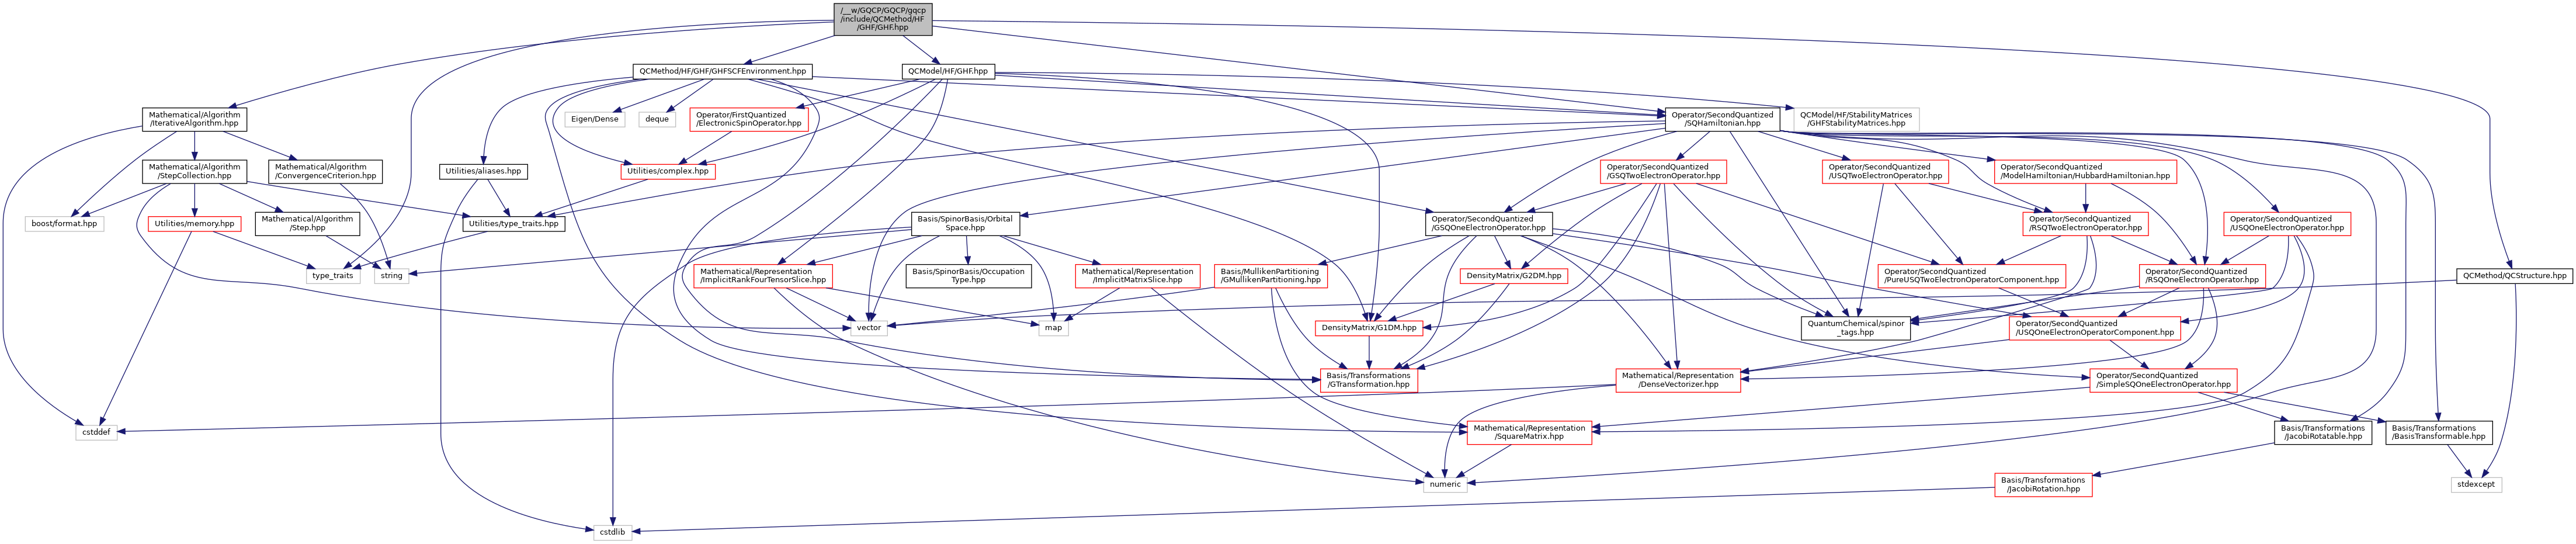 /__w/GQCP/GQCP/gqcp
/include/QCMethod/HF
/GHF/GHF.hpp
QCMethod/HF/GHF/GHFSCFEnvironment.hpp
QCModel/HF/GHF.hpp
Mathematical/Algorithm
/IterativeAlgorithm.hpp
Eigen/Dense
deque
Operator/FirstQuantized
/ElectronicSpinOperator.hpp
Operator/SecondQuantized
/SQHamiltonian.hpp
QCModel/HF/StabilityMatrices
/GHFStabilityMatrices.hpp
Mathematical/Algorithm
/StepCollection.hpp
Mathematical/Algorithm
/ConvergenceCriterion.hpp
Utilities/aliases.hpp
Utilities/complex.hpp
Operator/SecondQuantized
/GSQTwoElectronOperator.hpp
Operator/SecondQuantized
/USQTwoElectronOperator.hpp
Operator/SecondQuantized
/ModelHamiltonian/HubbardHamiltonian.hpp
boost/format.hpp
Utilities/memory.hpp
Mathematical/Algorithm
/Step.hpp
Utilities/type_traits.hpp
Basis/SpinorBasis/Orbital
Space.hpp
Operator/SecondQuantized
/GSQOneElectronOperator.hpp
Operator/SecondQuantized
/RSQTwoElectronOperator.hpp
Operator/SecondQuantized
/USQOneElectronOperator.hpp
type_traits
string
Mathematical/Representation
/ImplicitRankFourTensorSlice.hpp
Basis/SpinorBasis/Occupation
Type.hpp
Mathematical/Representation
/ImplicitMatrixSlice.hpp
Basis/MullikenPartitioning
/GMullikenPartitioning.hpp
DensityMatrix/G2DM.hpp
Operator/SecondQuantized
/PureUSQTwoElectronOperatorComponent.hpp
Operator/SecondQuantized
/RSQOneElectronOperator.hpp
QCMethod/QCStructure.hpp
vector
map
DensityMatrix/G1DM.hpp
QuantumChemical/spinor
_tags.hpp
Operator/SecondQuantized
/USQOneElectronOperatorComponent.hpp
Basis/Transformations
/GTransformation.hpp
Mathematical/Representation
/DenseVectorizer.hpp
Operator/SecondQuantized
/SimpleSQOneElectronOperator.hpp
cstddef
Mathematical/Representation
/SquareMatrix.hpp
Basis/Transformations
/JacobiRotatable.hpp
Basis/Transformations
/BasisTransformable.hpp
numeric
Basis/Transformations
/JacobiRotation.hpp
stdexcept
cstdlib